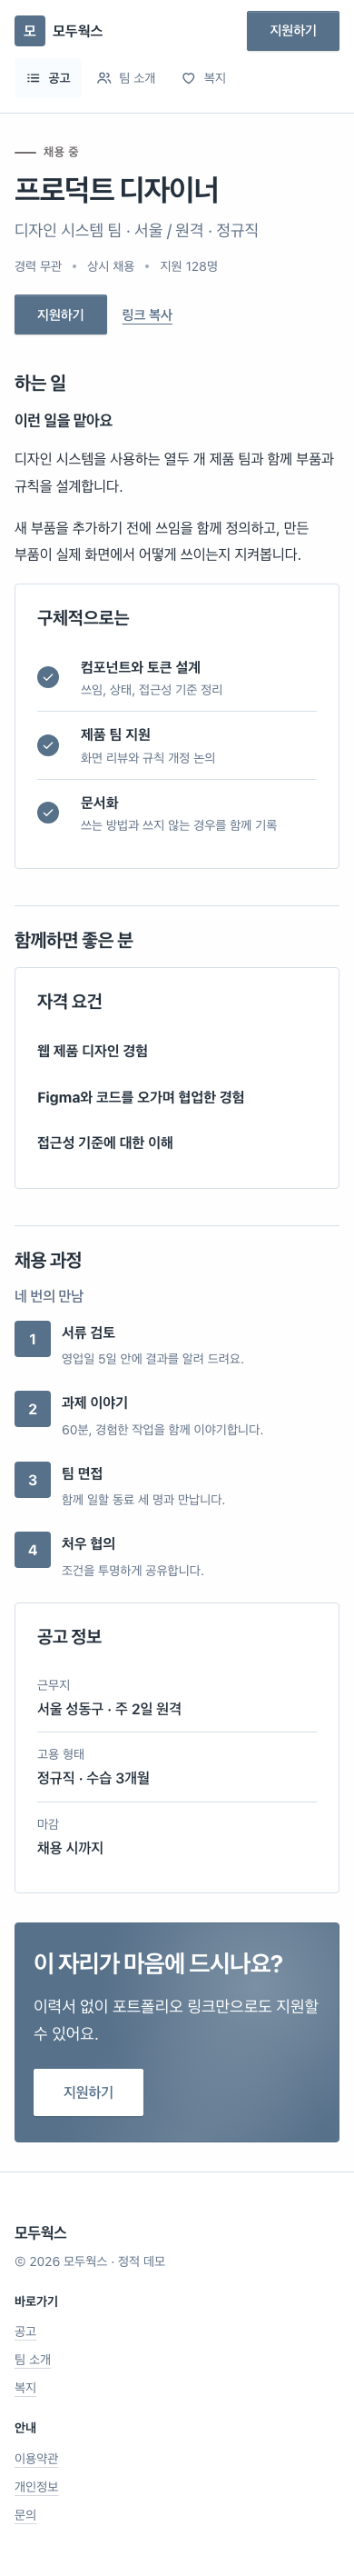 모 모두웍스 지원하기
공고 팀 소개 복지
채용 중
프로덕트 디자이너
디자인 시스템 팀 · 서울 / 원격 · 정규직
경력 무관 • 상시 채용 • 지원 128명
지원하기 링크 복사
하는 일
이런 일을 맡아요
디자인 시스템을 사용하는 열두 개 제품 팀과 함께 부품과
규칙을 설계합니다.
새 부품을 추가하기 전에 쓰임을 함께 정의하고, 만든
부품이 실제 화면에서 어떻게 쓰이는지 지켜봅니다.
구체적으로는
컴포넌트와 토큰 설계
쓰임, 상태, 접근성 기준 정리
제품 팀 지원
화면 리뷰와 규칙 개정 논의
문서화
쓰는 방법과 쓰지 않는 경우를 함께 기록
함께하면 좋은 분
자격 요건
웹 제품 디자인 경험
Figma와 코드를 오가며 협업한 경험
접근성 기준에 대한 이해
채용 과정
네 번의 만남
1 서류 검토
영업일 5일 안에 결과를 알려 드려요.
2 과제 이야기
60분, 경험한 작업을 함께 이야기합니다.
3 팀 면접
함께 일할 동료 세 명과 만납니다.
4 처우 협의
조건을 투명하게 공유합니다.
공고 정보
근무지
서울 성동구 · 주 2일 원격
고용 형태
정규직 · 수습 3개월
마감
채용 시까지
이 자리가 마음에 드시나요?
이력서 없이 포트폴리오 링크만으로도 지원할
수 있어요.
지원하기
모두웍스
© 2026 모두웍스 · 정적 데모
바로가기
공고
팀 소개
복지
안내
이용약관
개인정보
문의